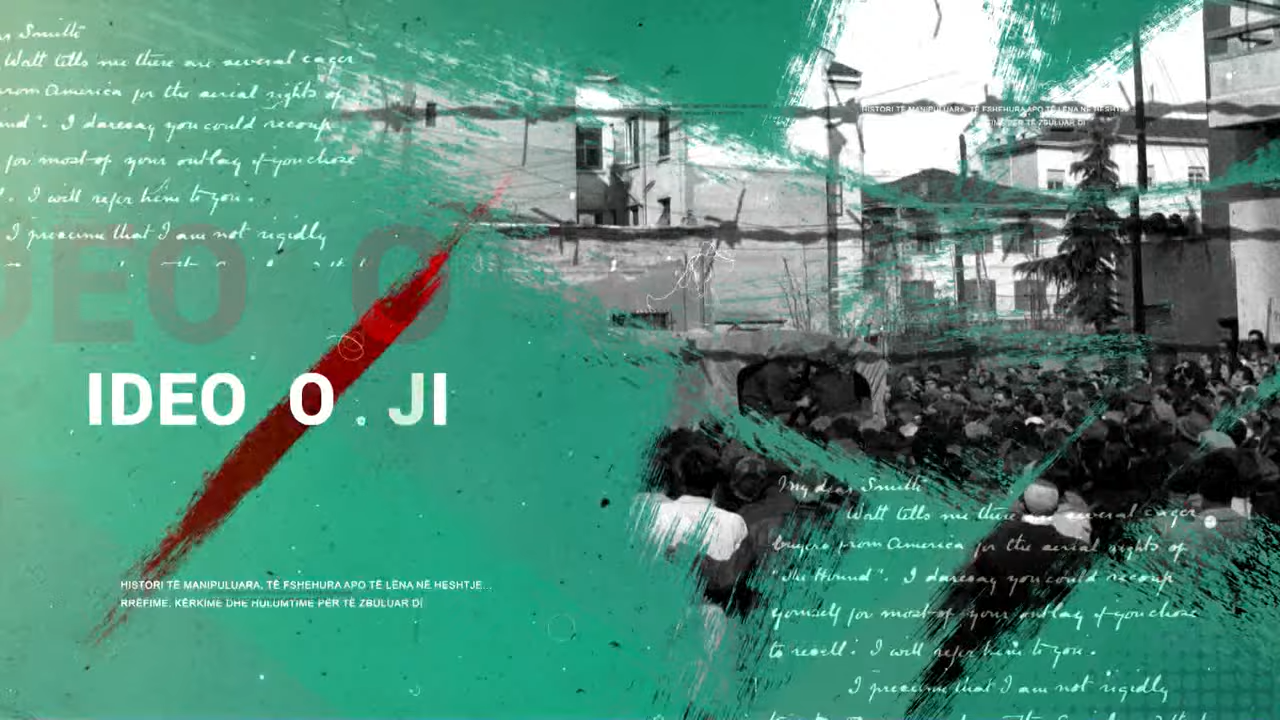 Smith
Watt tells me there are several eager
from America for the aerial rights of
I daresay you could recoup
for most of your outlay if you chose
I will refer him to you.
I presume that I am not rigidly
HISTORI TË MANIPULUARA, TË FSHEHURA APO TË LËNA NË HESHTJE
PËR TË ZBULUAR DI
IDEO O . JI
HISTORI TË MANIPULUARA, TË FSHEHURA APO TË LËNA NË HESHTJE...
RRËFIME, KËRKIME DHE HULUMTIME PËR TË ZBULUAR DI
My dear Smith
Watt tells me there are several eager
buyers from America for the aerial rights of
"The Hound". I daresay you could recoup
yourself for most of your outlay if you chose
to resell. I will refer him to you.
I presume that I am not rigidly